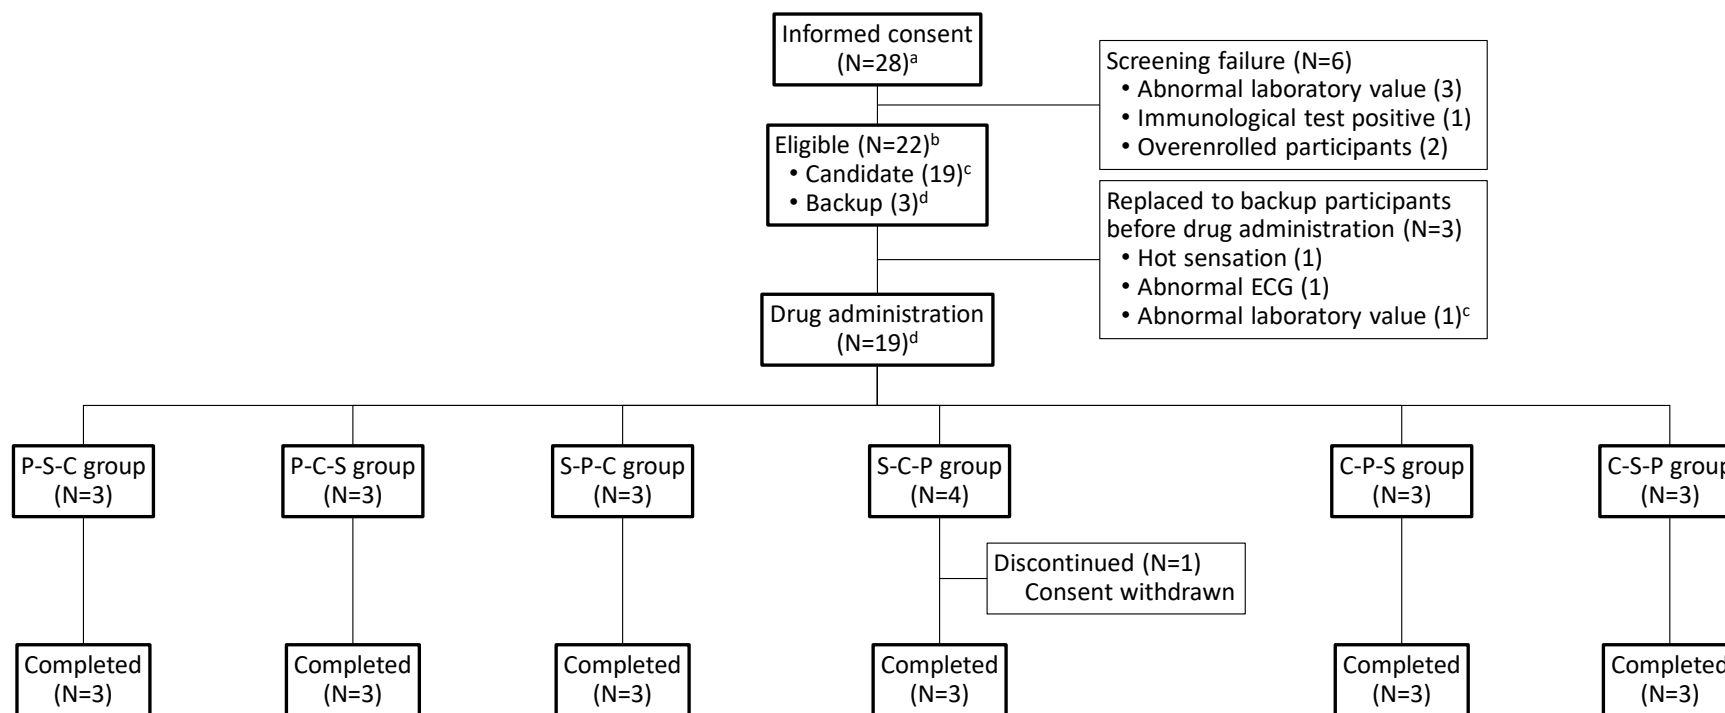 Informed consent
(N=28)ᵃ
Screening failure (N=6)
• Abnormal laboratory value (3)
• Immunological test positive (1)
• Overenrolled participants (2)
Eligible (N=22)ᵇ
• Candidate (19)ᶜ
• Backup (3)ᵈ
Replaced to backup participants
before drug administration (N=3)
• Hot sensation (1)
• Abnormal ECG (1)
• Abnormal laboratory value (1)ᶜ
Drug administration
(N=19)ᵈ
P-S-C group
(N=3)
P-C-S group
(N=3)
S-P-C group
(N=3)
S-C-P group
(N=4)
C-P-S group
(N=3)
C-S-P group
(N=3)
Discontinued (N=1)
Consent withdrawn
Completed
(N=3)
Completed
(N=3)
Completed
(N=3)
Completed
(N=3)
Completed
(N=3)
Completed
(N=3)